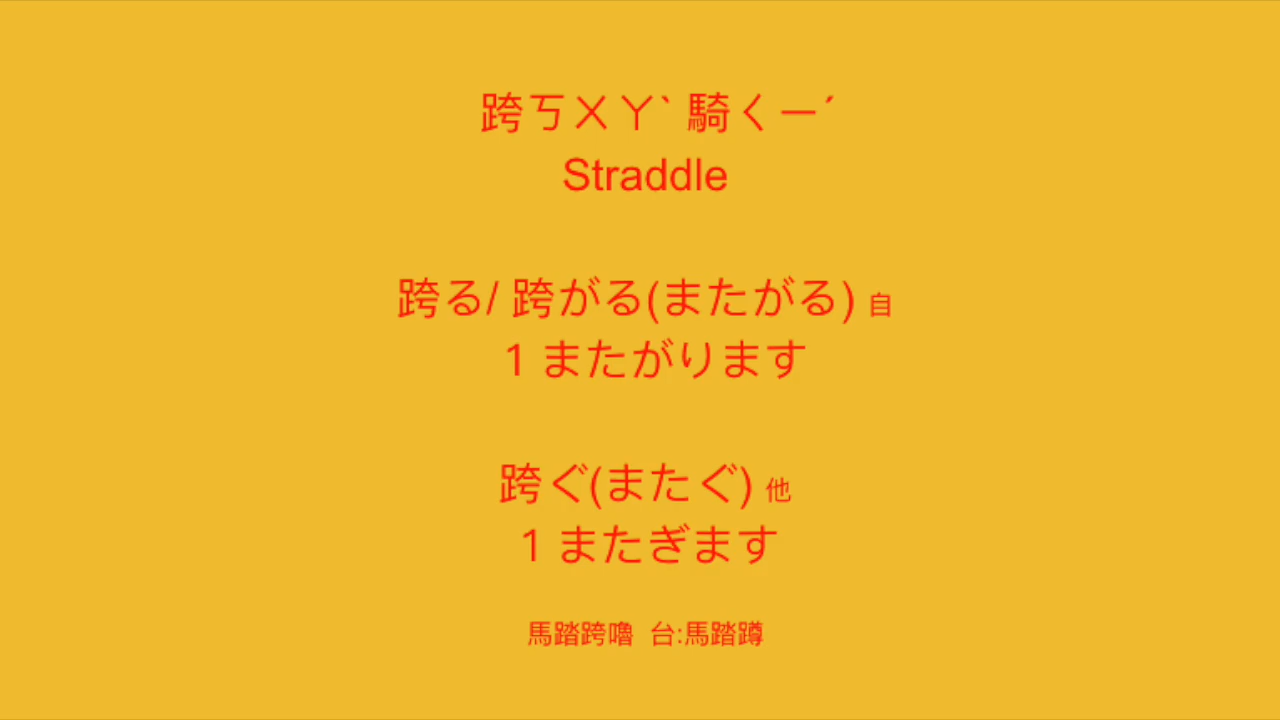 跨ㄎㄨㄚˋ 騎ㄑㄧˊ
Straddle
跨る/ 跨がる(またがる) 自
1 またがります
跨ぐ(またぐ) 他
1 またぎます
馬踏跨嚕 台:馬踏蹲